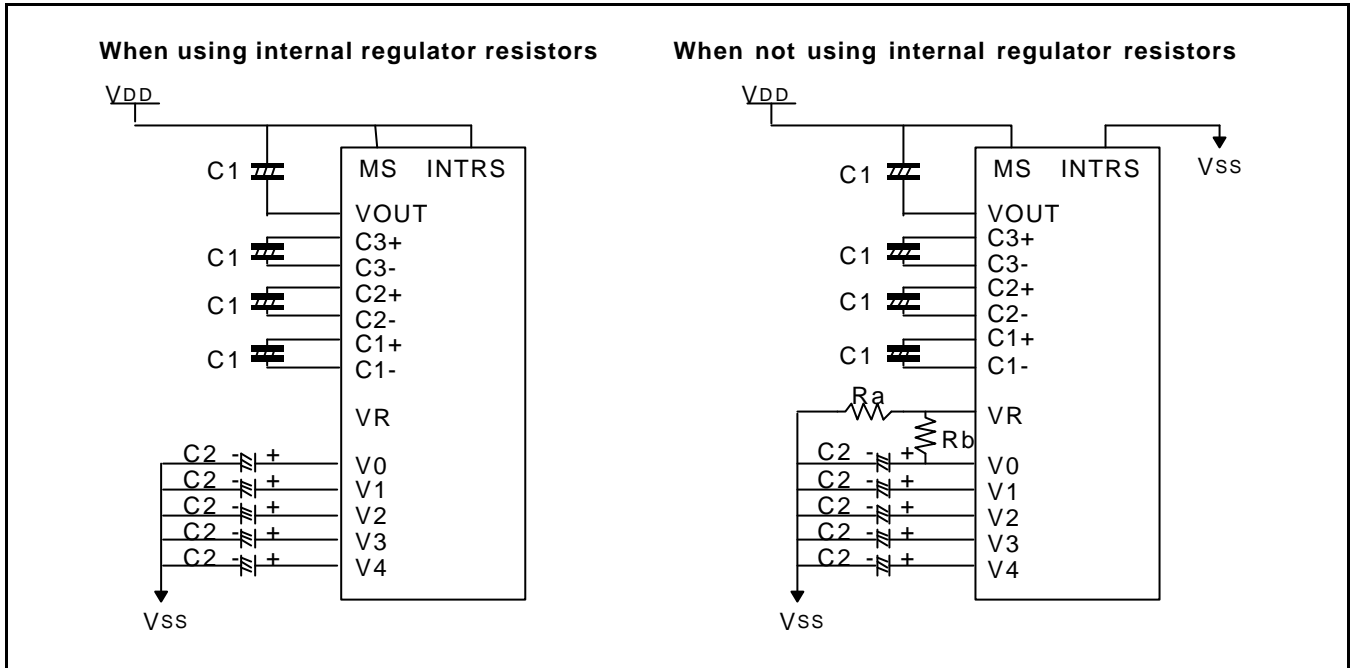 When using internal regulator resistors
VDD
C1
MS INTRS
VOUT
C1
C3+
C3-
C1
C2+
C2-
C1
C1+
C1-
VR
C2 - +
V0
C2 - +
V1
C2 - +
V2
C2 - +
V3
C2 - +
V4
VSS
When not using internal regulator resistors
VDD
C1
MS INTRS
VSS
VOUT
C1
C3+
C3-
C1
C2+
C2-
C1
C1+
C1-
Ra
VR
Rb
C2 - +
V0
C2 - +
V1
C2 - +
V2
C2 - +
V3
C2 - +
V4
VSS